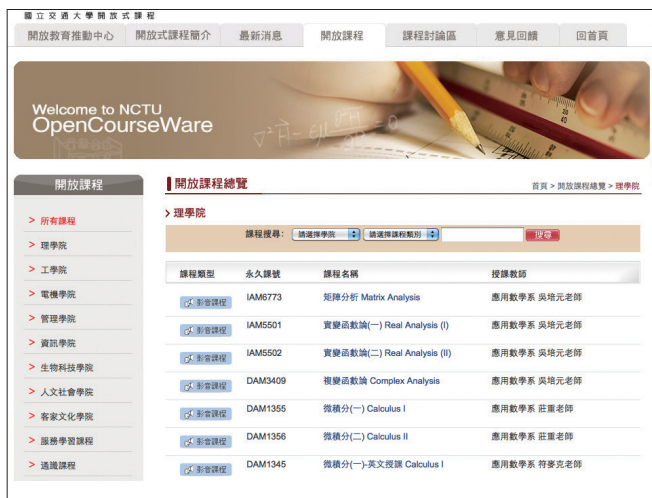 國立交通大學開放式課程
開放教育推動中心 開放式課程簡介 最新消息 開放課程 課程討論區 意見回饋 回首頁
Welcome to NCTU
OpenCourseWare
開放課程
> 所有課程
> 理學院
> 工學院
> 電機學院
> 管理學院
> 資訊學院
> 生物科技學院
> 人文社會學院
> 客家文化學院
> 服務學習課程
> 通識課程
開放課程總覽
首頁 > 開放課程總覽 > 理學院
> 理學院
課程搜尋: 請選擇學院 請選擇課程類別 搜尋
課程類型 永久課號 課程名稱 授課教師
影音課程 IAM6773 矩陣分析 Matrix Analysis 應用數學系 吳培元老師
影音課程 IAM5501 實變函數論(一) Real Analysis (I) 應用數學系 吳培元老師
影音課程 IAM5502 實變函數論(二) Real Analysis (II) 應用數學系 吳培元老師
影音課程 DAM3409 複變函數論 Complex Analysis 應用數學系 吳培元老師
影音課程 DAM1355 微積分(一) Calculus I 應用數學系 莊重老師
影音課程 DAM1356 微積分(二) Calculus II 應用數學系 莊重老師
影音課程 DAM1345 微積分(一)-英文授課 Calculus I 應用數學系 符麥克老師